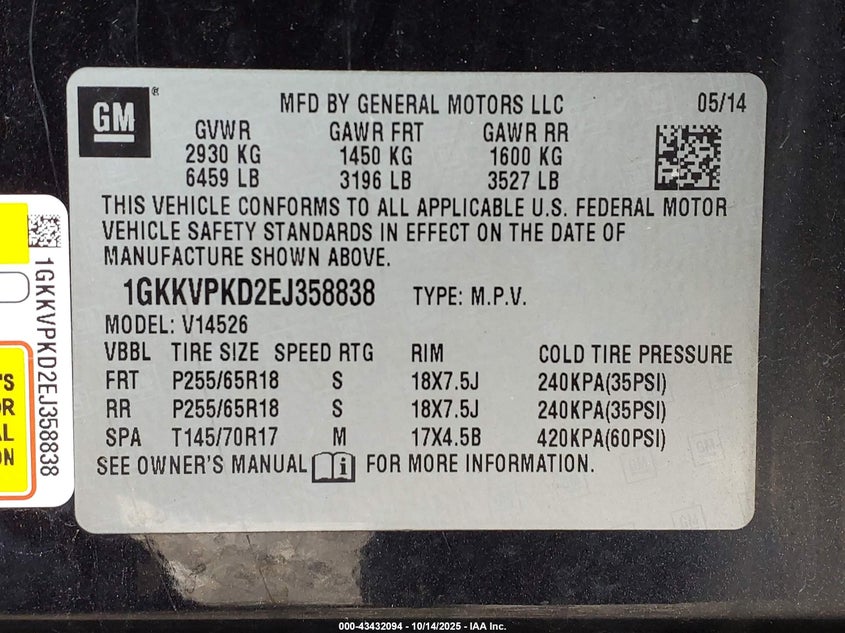 GM
®
MFD BY GENERAL MOTORS LLC 05/14
GVWR GAWR FRT GAWR RR
2930 KG 1450 KG 1600 KG
6459 LB 3196 LB 3527 LB
THIS VEHICLE CONFORMS TO ALL APPLICABLE U.S. FEDERAL MOTOR
VEHICLE SAFETY STANDARDS IN EFFECT ON THE DATE OF
MANUFACTURE SHOWN ABOVE.
1GKKVPKD2EJ358838 TYPE: M.P.V.
MODEL: V14526
VBBL TIRE SIZE SPEED RTG RIM COLD TIRE PRESSURE
FRT P255/65R18 S 18X7.5J 240KPA(35PSI)
RR P255/65R18 S 18X7.5J 240KPA(35PSI)
SPA T145/70R17 M 17X4.5B 420KPA(60PSI)
SEE OWNER'S MANUAL i FOR MORE INFORMATION.
1GKKVPKD2EJ358838
000-43432094 - 10/14/2025 - IAA Inc.